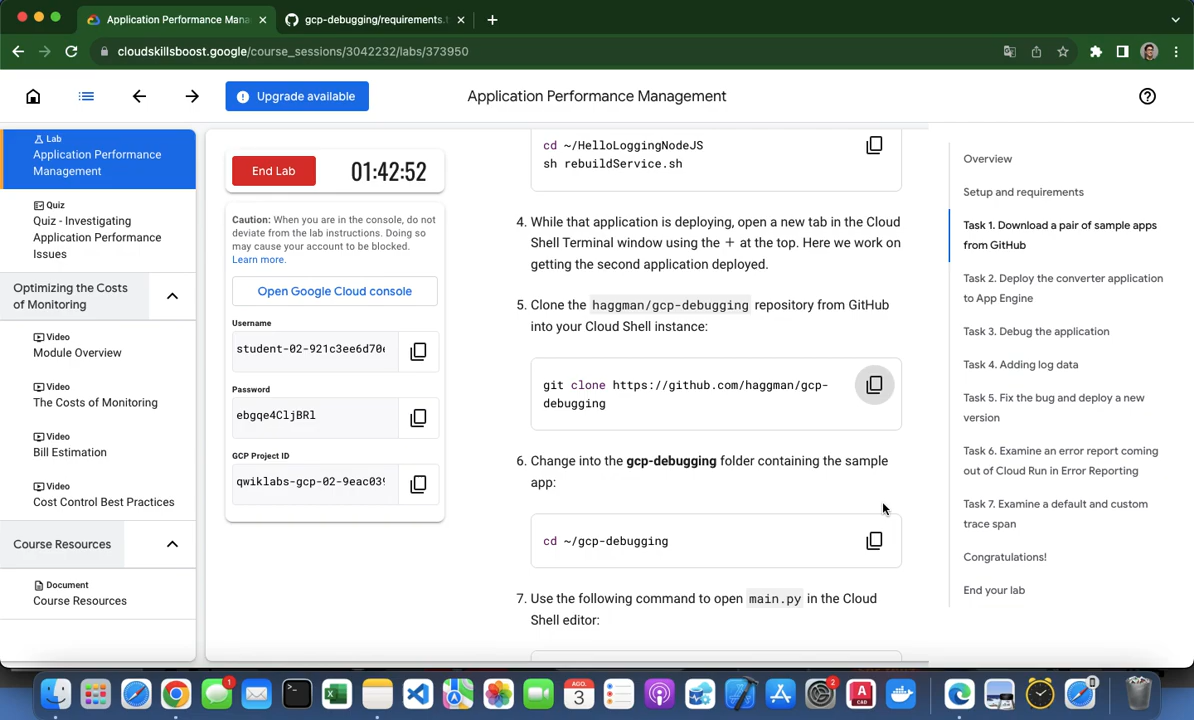 Application Performance Mana
gcp-debugging/requirements.
cloudskillsboost.google/course_sessions/3042232/labs/373950
Upgrade available
Application Performance Management
Lab
Application Performance
Management
Quiz
Quiz - Investigating
Application Performance
Issues
Optimizing the Costs
of Monitoring
Video
Module Overview
Video
The Costs of Monitoring
Video
Bill Estimation
Video
Cost Control Best Practices
Course Resources
Document
Course Resources
End Lab
01:42:52
Caution: When you are in the console, do not
deviate from the lab instructions. Doing so
may cause your account to be blocked.
Learn more.
Open Google Cloud console
Username
student-02-921c3ee6d70
Password
ebgqe4CljBRl
GCP Project ID
qwiklabs-gcp-02-9eac039
cd ~/HelloLoggingNodeJS
sh rebuildService.sh
4. While that application is deploying, open a new tab in the Cloud
Shell Terminal window using the + at the top. Here we work on
getting the second application deployed.
5. Clone the haggman/gcp-debugging repository from GitHub
into your Cloud Shell instance:
git clone https://github.com/haggman/gcp-
debugging
6. Change into the gcp-debugging folder containing the sample
app:
cd ~/gcp-debugging
7. Use the following command to open main.py in the Cloud
Shell editor:
Overview
Setup and requirements
Task 1. Download a pair of sample apps
from GitHub
Task 2. Deploy the converter application
to App Engine
Task 3. Debug the application
Task 4. Adding log data
Task 5. Fix the bug and deploy a new
version
Task 6. Examine an error report coming
out of Cloud Run in Error Reporting
Task 7. Examine a default and custom
trace span
Congratulations!
End your lab
1
AGO.
3
2